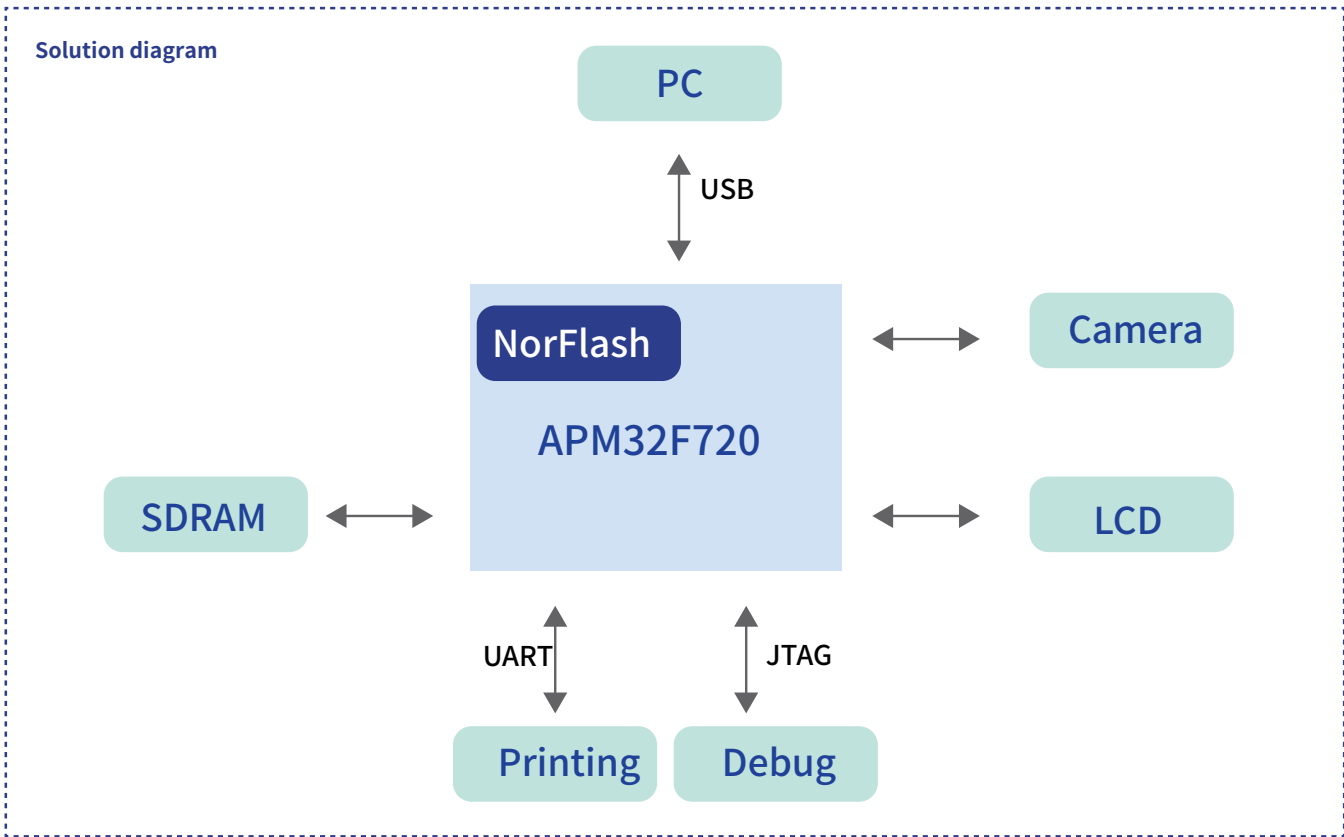 Solution diagram
PC
USB
NorFlash
Camera
APM32F720
SDRAM
LCD
UART
JTAG
Printing
Debug